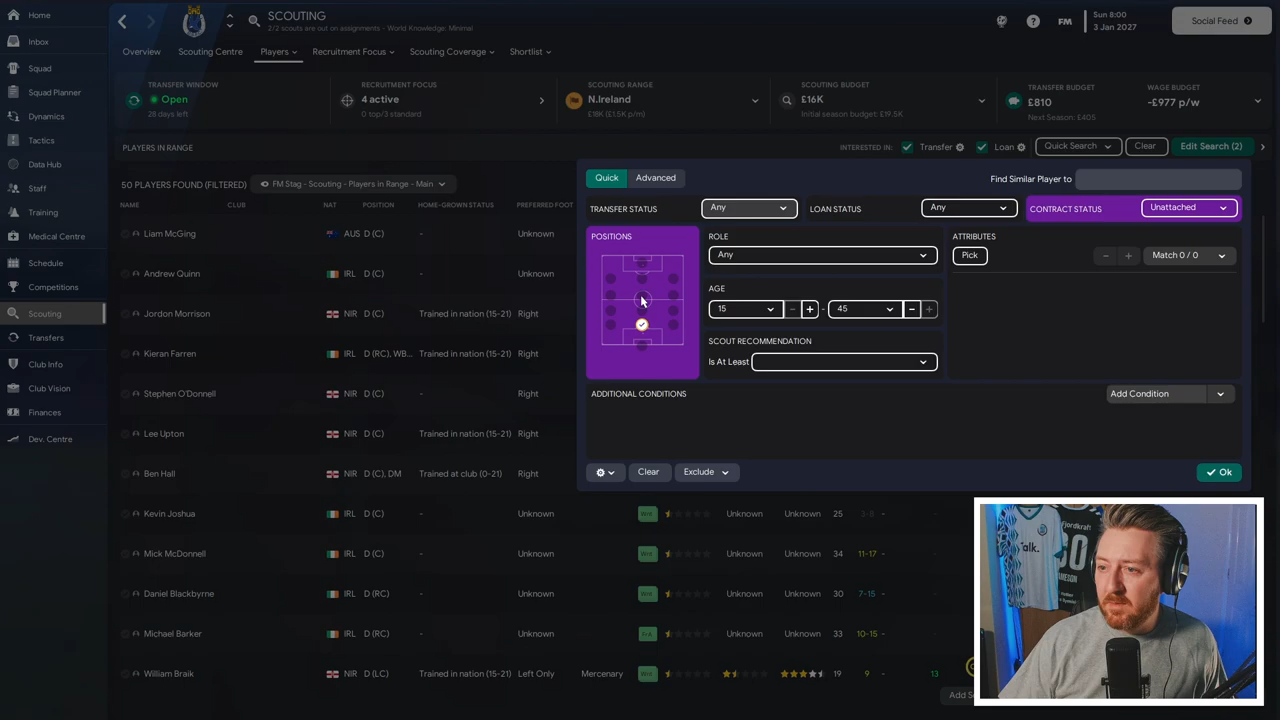 Home
Inbox
Squad
Squad Planner
Dynamics
Tactics
Data Hub
Staff
Training
Medical Centre
Schedule
Competitions
Scouting
Transfers
Club Info
Club Vision
Finances
Dev. Centre
SCOUTING
2/2 scouts are out on assignments - World Knowledge: Minimal
FM
Sun 8:00
3 Jan 2027
Social Feed
Overview Scouting Centre Players Recruitment Focus Scouting Coverage Shortlist
TRANSFER WINDOW
Open
28 days left
RECRUITMENT FOCUS
4 active
0 top/3 standard
SCOUTING RANGE
N.Ireland
£18K (£1.5K p/m)
SCOUTING BUDGET
£16K
Initial season budget: £19.5K
TRANSFER BUDGET
£810
Next Season: £405
WAGE BUDGET
-£977 p/w
PLAYERS IN RANGE
INTERESTED IN: Transfer Loan Quick Search Clear Edit Search (2)
50 PLAYERS FOUND (FILTERED) FM Stag - Scouting - Players in Range - Main
NAME CLUB NAT POSITION HOME-GROWN STATUS PREFERRED FOOT
Liam McGing AUS D (C) - Unknown
Andrew Quinn IRL D (C) - Unknown
Jordon Morrison NIR D (C) Trained in nation (15-21) Right
Kieran Farren IRL D (RC), WB... Trained in nation (15-21) Right
Stephen O'Donnell NIR D (C) - Right
Lee Upton NIR D (C) Trained in nation (15-21) Right
Ben Hall NIR D (C), DM Trained at club (0-21) Right
Kevin Joshua IRL D (C) - Unknown Wnt Unknown Unknown 25 3-8 -
Mick McDonnell IRL D (C) - Unknown Wnt Unknown Unknown 34 11-17 -
Daniel Blackbyrne IRL D (RC) - Unknown Wnt Unknown Unknown 30 7-15 -
Michael Barker IRL D (RC) - Unknown FrA Unknown Unknown 33 10-15 -
William Braik NIR D (C) Trained in nation (15-21) Left Only Mercenary Wnt 19 9 - 13
Quick Advanced
Find Similar Player to
TRANSFER STATUS Any LOAN STATUS Any CONTRACT STATUS Unattached
POSITIONS
ROLE
Any
AGE
15 - + - 45 - +
SCOUT RECOMMENDATION
Is At Least
ATTRIBUTES
Pick - + Match 0 / 0
ADDITIONAL CONDITIONS
Add Condition
Clear Exclude Ok
Talk.
Fjordkraft
JAMESON